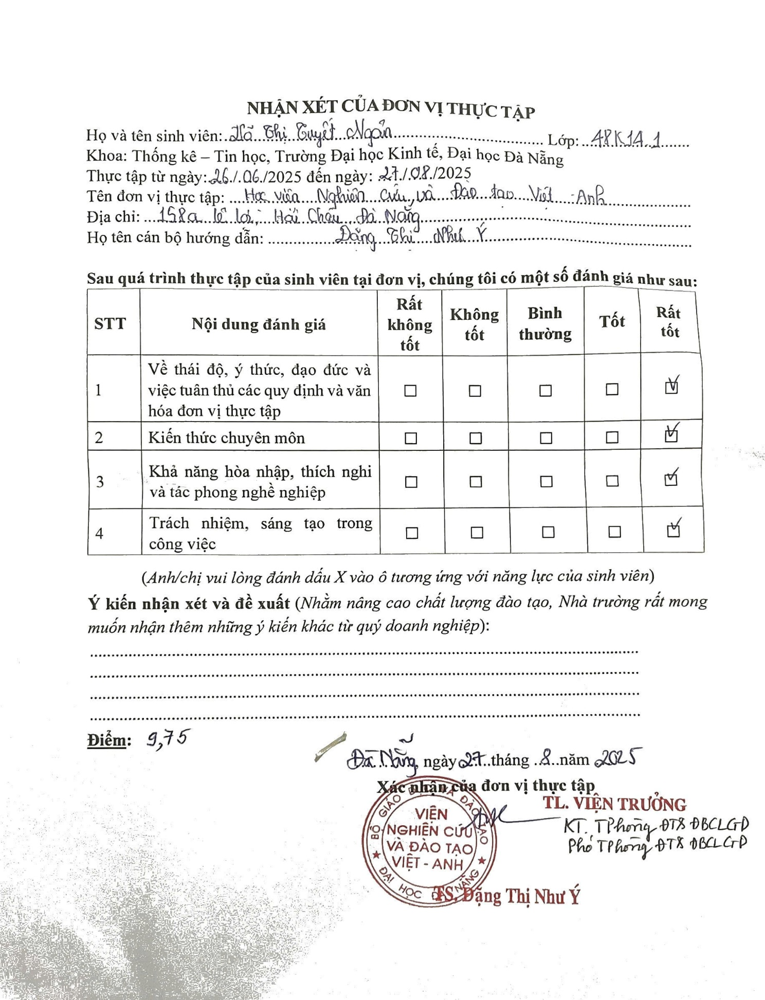 NHẬN XÉT CỦA ĐƠN VỊ THỰC TẬP
Họ và tên sinh viên: Hồ Thị Tuyết Ngân Lớp: 48K14.1
Khoa: Thống kê – Tin học, Trường Đại học Kinh tế, Đại học Đà Nẵng
Thực tập từ ngày: 26/06/2025 đến ngày: 27/08/2025
Tên đơn vị thực tập: Học viện Nghiên cứu và Đào tạo Việt - Anh
Địa chỉ: 158a Lê Lợi, Hải Châu, Đà Nẵng
Họ tên cán bộ hướng dẫn: Đặng Thị Như Ý
Sau quá trình thực tập của sinh viên tại đơn vị, chúng tôi có một số đánh giá như sau:
STT Nội dung đánh giá Rất không tốt Không tốt Bình thường Tốt Rất tốt
1 Về thái độ, ý thức, đạo đức và
việc tuân thủ các quy định và văn
hóa đơn vị thực tập ☐ ☐ ☐ ☐ ☑
2 Kiến thức chuyên môn ☐ ☐ ☐ ☐ ☑
3 Khả năng hòa nhập, thích nghi
và tác phong nghề nghiệp ☐ ☐ ☐ ☐ ☑
4 Trách nhiệm, sáng tạo trong
công việc ☐ ☐ ☐ ☐ ☑
(Anh/chị vui lòng đánh dấu X vào ô tương ứng với năng lực của sinh viên)
Ý kiến nhận xét và đề xuất (Nhằm nâng cao chất lượng đào tạo, Nhà trường rất mong
muốn nhận thêm những ý kiến khác từ quý doanh nghiệp):
Điểm: 9,75
Đà Nẵng, ngày 27 tháng 8 năm 2025
Xác nhận của đơn vị thực tập
TL. VIỆN TRƯỞNG
KT. TPhòng ĐT& ĐBCLGD
Phó TPhòng ĐT& ĐBCLGD
BỘ GIÁO DỤC VÀ ĐÀO TẠO
VIỆN
NGHIÊN CỨU
VÀ ĐÀO TẠO
VIỆT - ANH
ĐẠI HỌC ĐÀ NẴNG
TS. Đặng Thị Như Ý